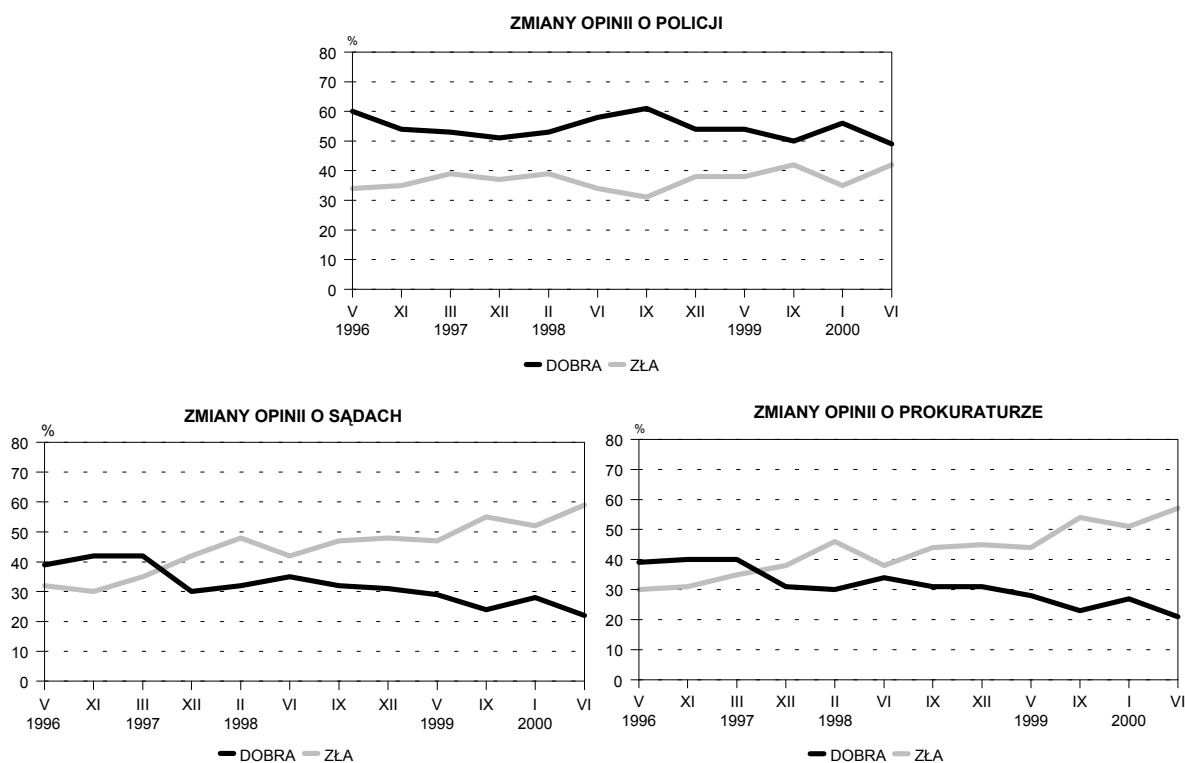 ZMIANY OPINII O POLICJI
%
80
70
60
50
40
30
20
10
0
V XI III XII II VI IX XII V IX I VI
1996 1997 1998 1999 2000
DOBRA ZŁA
ZMIANY OPINII O SĄDACH
%
80
70
60
50
40
30
20
10
0
V XI III XII II VI IX XII V IX I VI
1996 1997 1998 1999 2000
DOBRA ZŁA
ZMIANY OPINII O PROKURATURZE
%
80
70
60
50
40
30
20
10
0
V XI III XII II VI IX XII V IX I VI
1996 1997 1998 1999 2000
DOBRA ZŁA